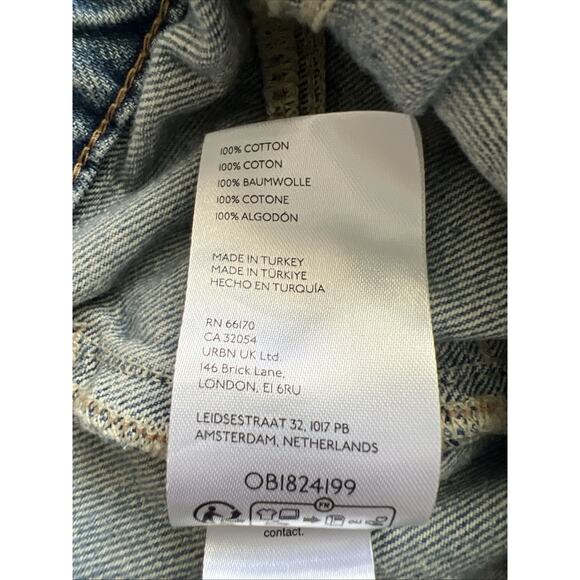 100% COTTON
100% COTON
100% BAUMWOLLE
100% COTONE
100% ALGODÓN
MADE IN TURKEY
MADE IN TÜRKIYE
HECHO EN TURQUÍA
RN 66170
CA 32054
URBN UK Ltd.
146 Brick Lane,
LONDON, E1 6RU
LEIDSESTRAAT 32, 1017 PB
AMSTERDAM, NETHERLANDS
OB1824199
FR
ou
contact.